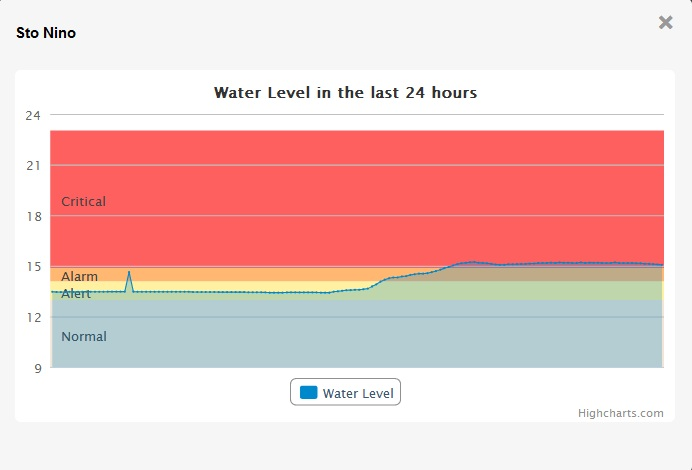 Sto Nino
×
Water Level in the last 24 hours
24
21
18
15
12
9
Critical
Alarm
Alert
Normal
Water Level
Highcharts.com